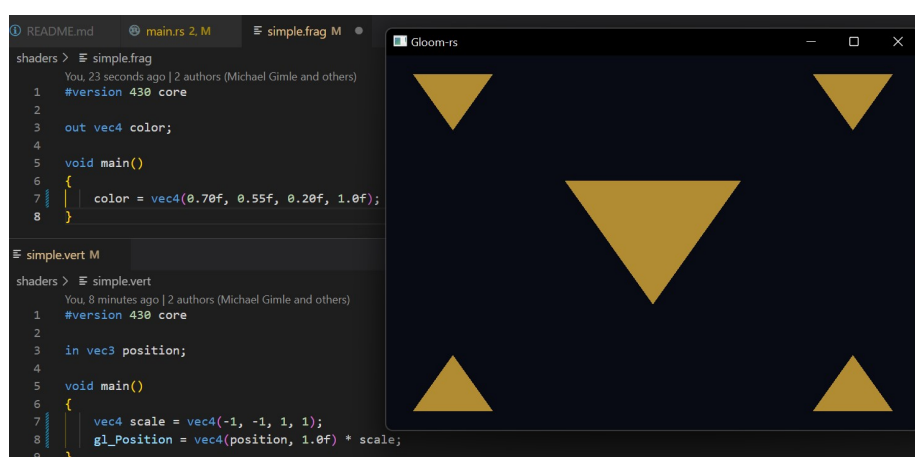 README.md main.rs 2, M simple.frag M
shaders > simple.frag
You, 23 seconds ago | 2 authors (Michael Gimle and others)
1 #version 430 core
2
3 out vec4 color;
4
5 void main()
6 {
7 color = vec4(0.70f, 0.55f, 0.20f, 1.0f);
8 }
simple.vert M
shaders > simple.vert
You, 8 minutes ago | 2 authors (Michael Gimle and others)
1 #version 430 core
2
3 in vec3 position;
4
5 void main()
6 {
7 vec4 scale = vec4(-1, -1, 1, 1);
8 gl_Position = vec4(position, 1.0f) * scale;
9 }
Gloom-rs